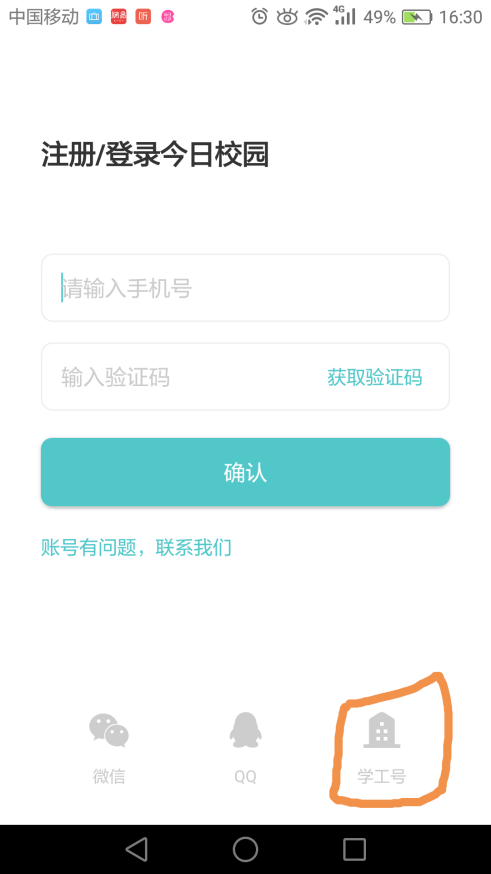 中国移动 听 4G 49% 16:30
注册/登录今日校园
请输入手机号
输入验证码 获取验证码
确认
账号有问题，联系我们
微信 QQ 学工号